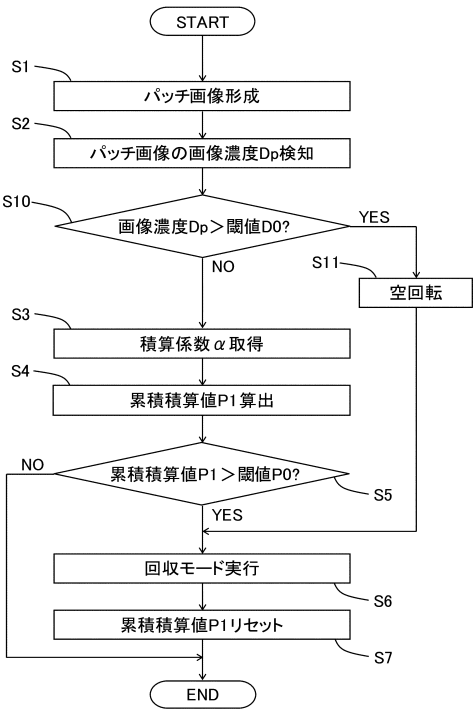 START
S1
パッチ画像形成
S2
パッチ画像の画像濃度Dp検知
S10
画像濃度Dp＞閾値D0?
YES
NO
S11
空回転
S3
積算係数α取得
S4
累積積算値P1算出
NO
累積積算値P1＞閾値P0?
S5
YES
回収モード実行
S6
累積積算値P1リセット
S7
END